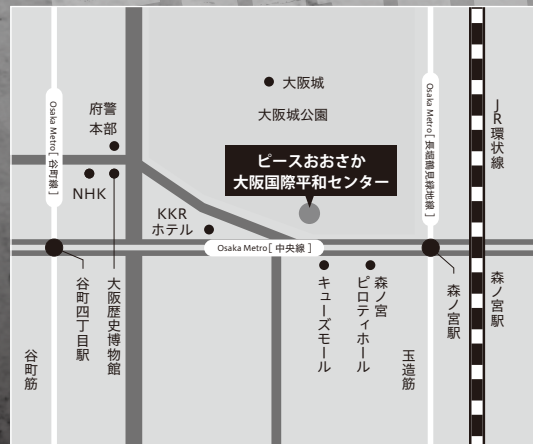 大阪城
大阪城公園
府警
本部
Osaka Metro[ 谷町線 ]
Osaka Metro[ 長堀鶴見緑地線 ]
JR環状線
ピースおおさか
大阪国際平和センター
NHK
KKR
ホテル
Osaka Metro[ 中央線 ]
谷町四丁目駅
大阪歴史博物館
キューズモール
森ノ宮
ピロティホール
森ノ宮駅
森ノ宮駅
谷町筋
玉造筋